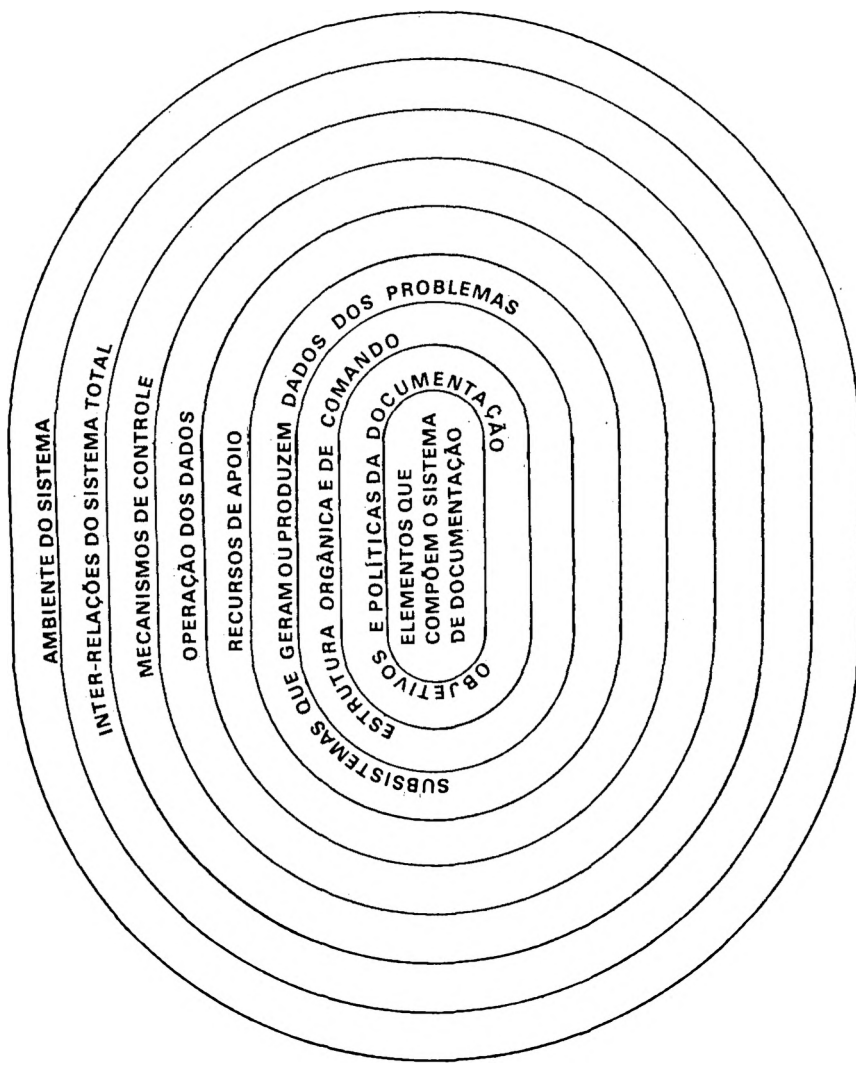 AMBIENTE DO SISTEMA
INTER-RELAÇÕES DO SISTEMA TOTAL
MECANISMOS DE CONTROLE
OPERAÇÃO DOS DADOS
RECURSOS DE APOIO
SUBSISTEMAS QUE GERAM OU PRODUZEM DADOS DOS PROBLEMAS
ESTRUTURA ORGÂNICA E DE COMANDO
OBJETIVOS E POLÍTICAS DA DOCUMENTAÇÃO
ELEMENTOS QUE
COMPÕEM O SISTEMA
DE DOCUMENTAÇÃO